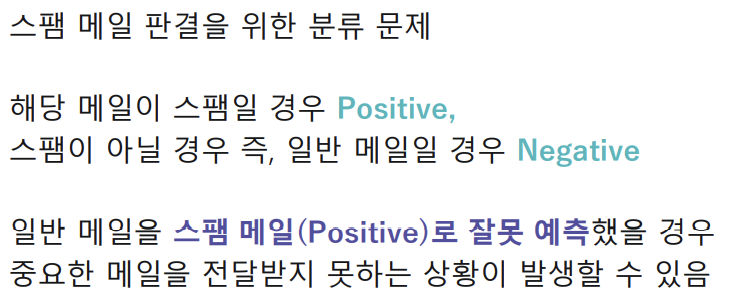 스팸 메일 판결을 위한 분류 문제
해당 메일이 스팸일 경우 Positive,
스팸이 아닐 경우 즉, 일반 메일일 경우 Negative
일반 메일을 스팸 메일(Positive)로 잘못 예측했을 경우
중요한 메일을 전달받지 못하는 상황이 발생할 수 있음